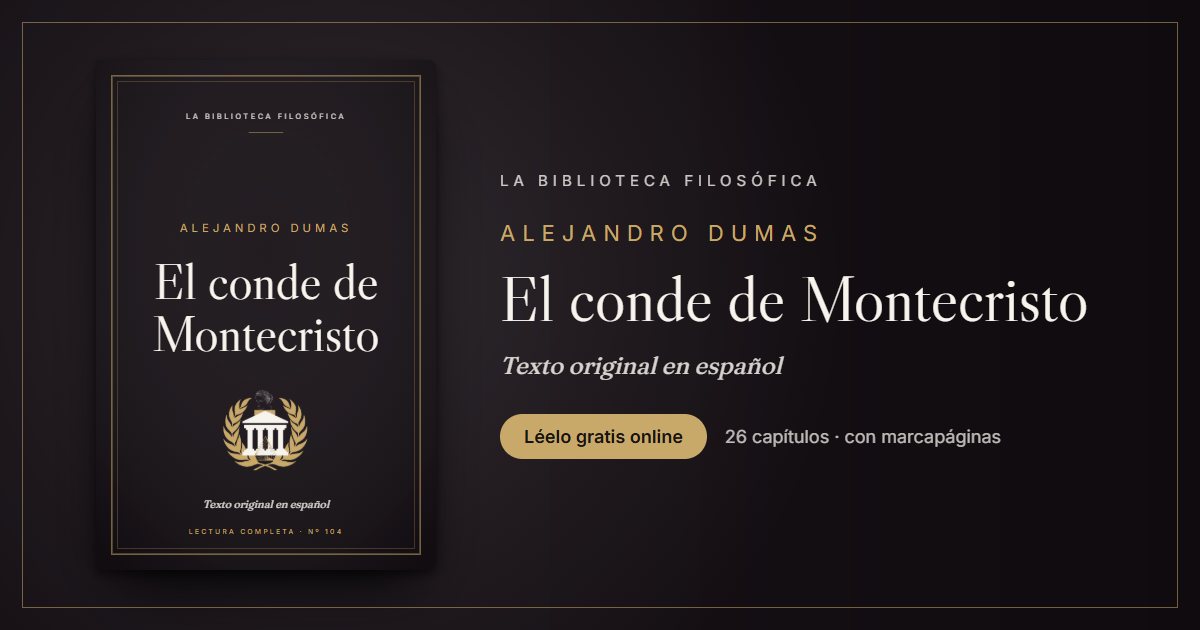 LA BIBLIOTECA FILOSÓFICA
ALEJANDRO DUMAS
El conde de
Montecristo
Texto original en español
LECTURA COMPLETA · Nº 104
LA BIBLIOTECA FILOSÓFICA
ALEJANDRO DUMAS
El conde de Montecristo
Texto original en español
Léelo gratis online
26 capítulos · con marcapáginas